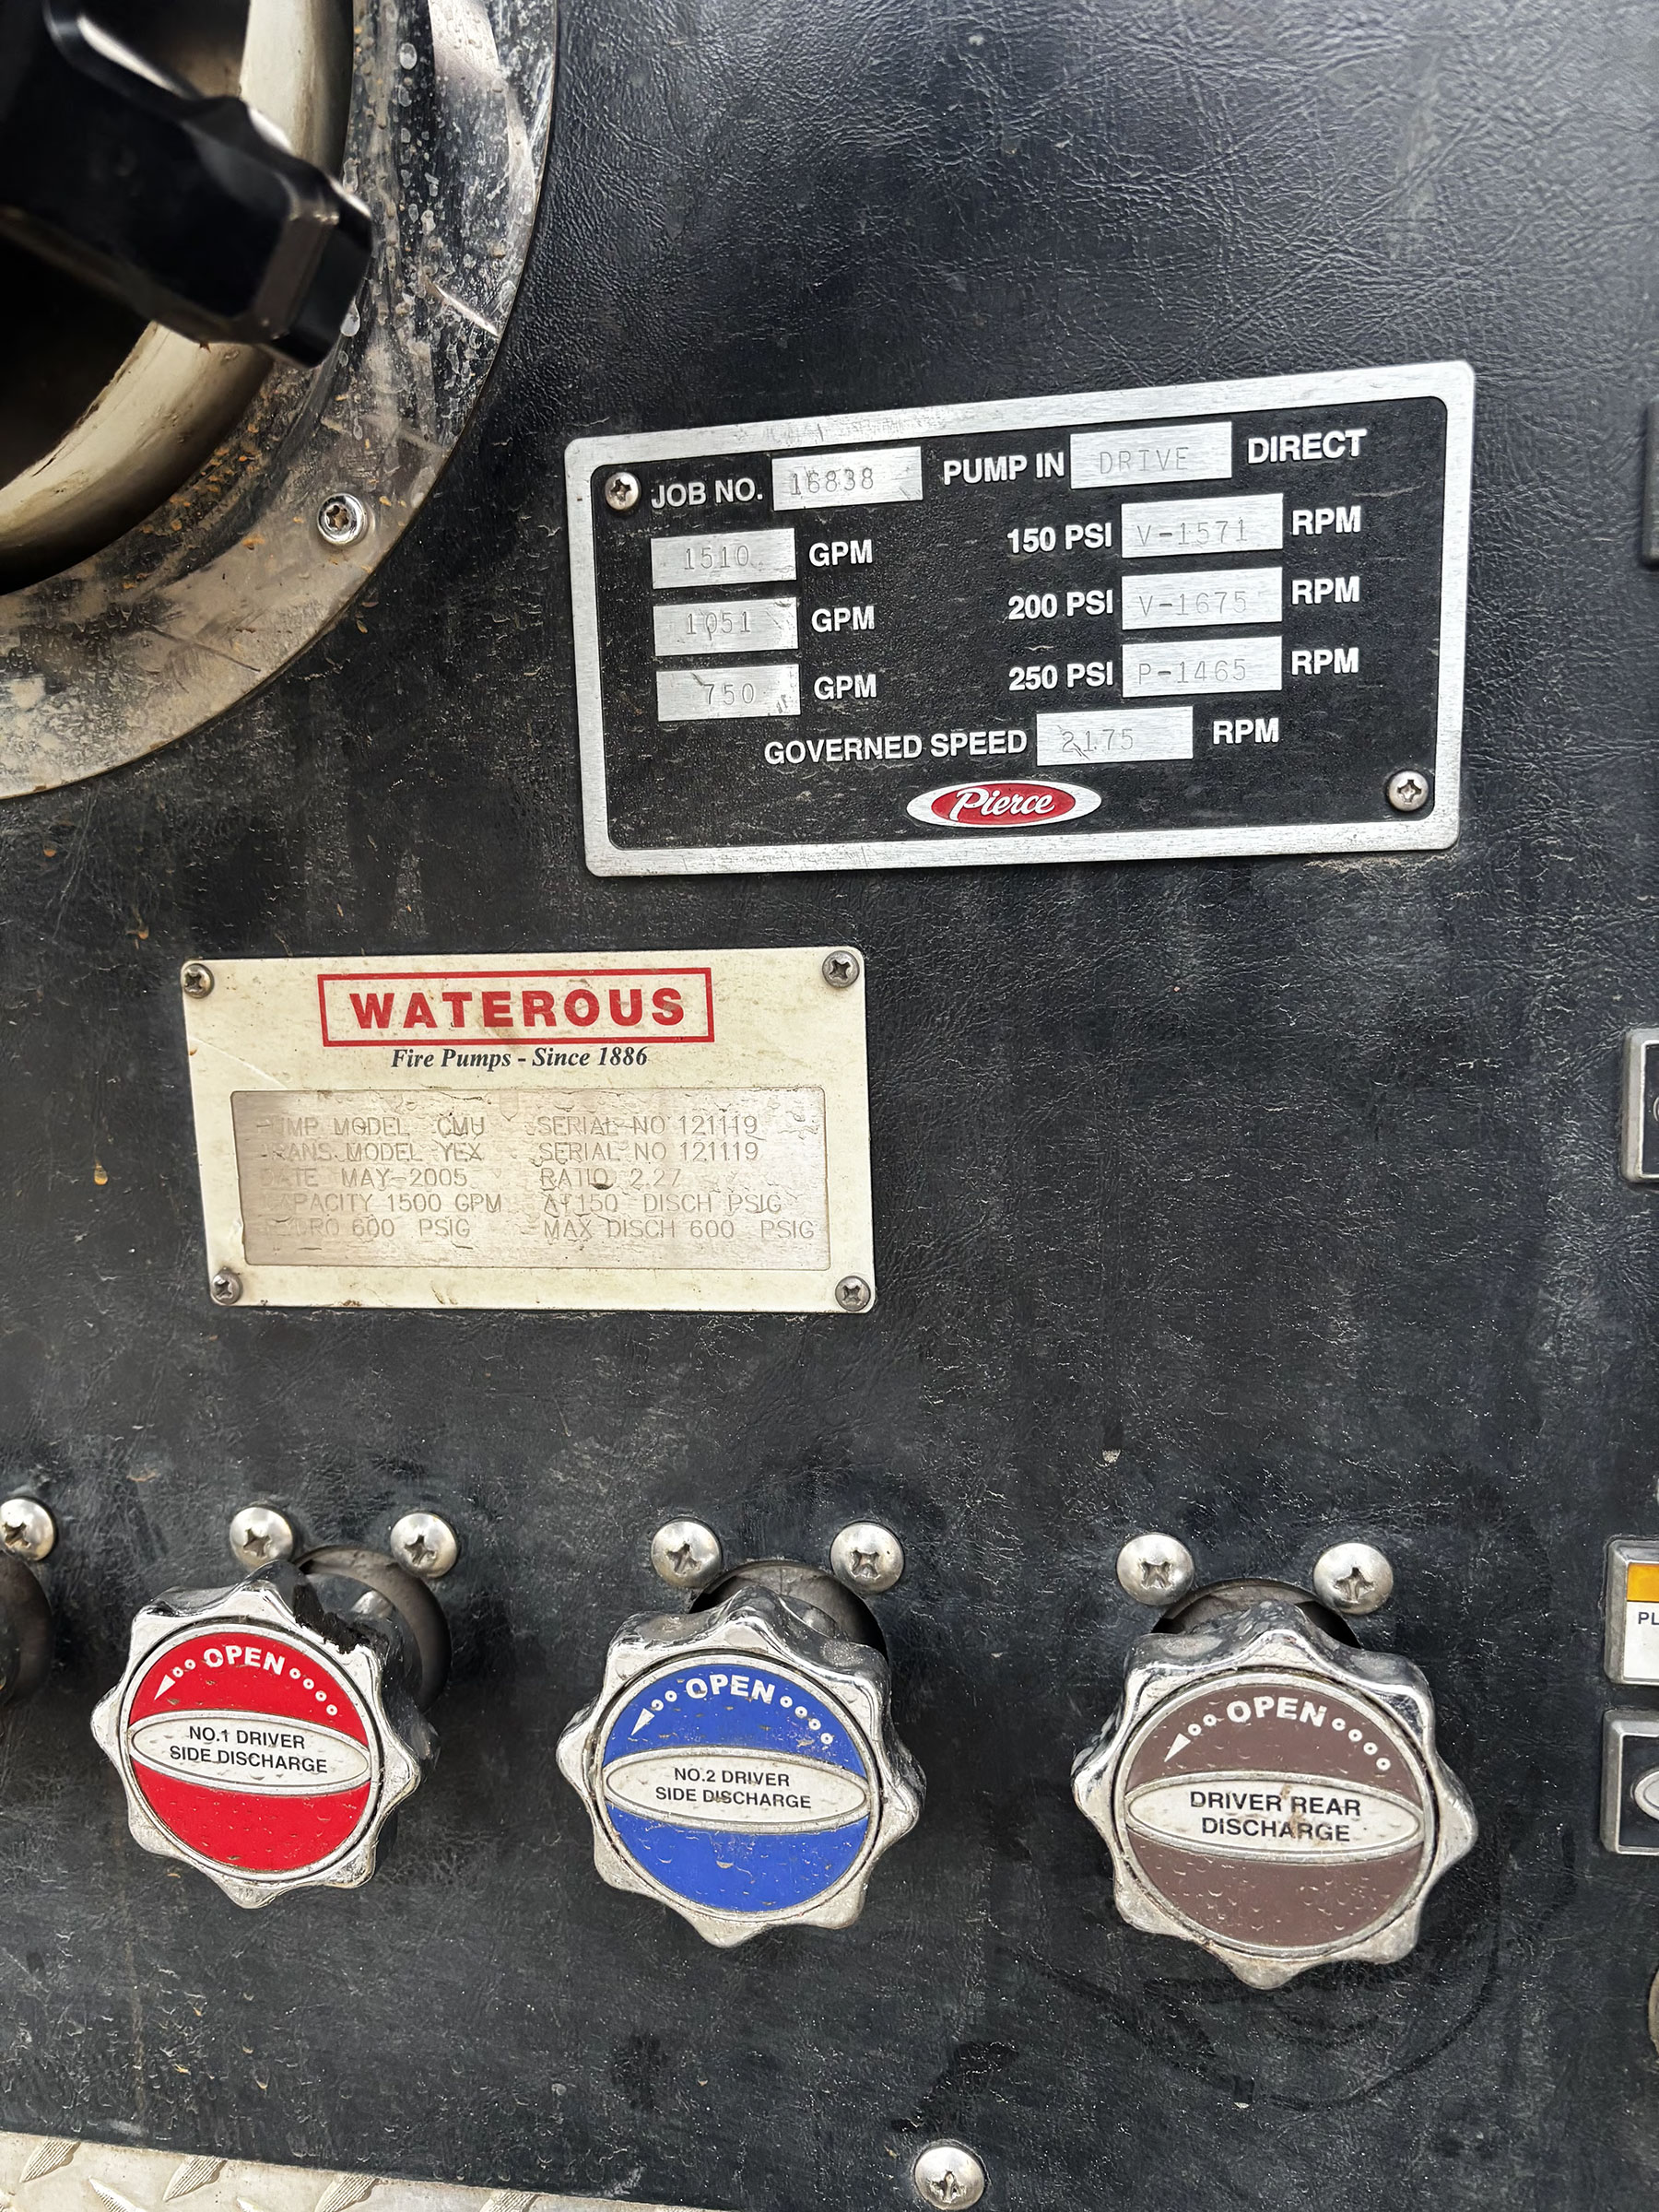 JOB NO. 16838 PUMP IN DRIVE DIRECT
1510 GPM 150 PSI V-1571 RPM
1051 GPM 200 PSI V-1675 RPM
750 GPM 250 PSI P-1465 RPM
GOVERNED SPEED 2175 RPM
Pierce
WATEROUS
Fire Pumps - Since 1886
PUMP MODEL CMU SERIAL NO 121119
TRANS. MODEL YEX SERIAL NO 121119
DATE MAY-2005 RATIO 2.27
CAPACITY 1500 GPM AT 150 DISCH PSIG
600 PSIG MAX DISCH 600 PSIG
OPEN
NO.1 DRIVER
SIDE DISCHARGE
OPEN
NO.2 DRIVER
SIDE DISCHARGE
OPEN
DRIVER REAR
DISCHARGE
PL